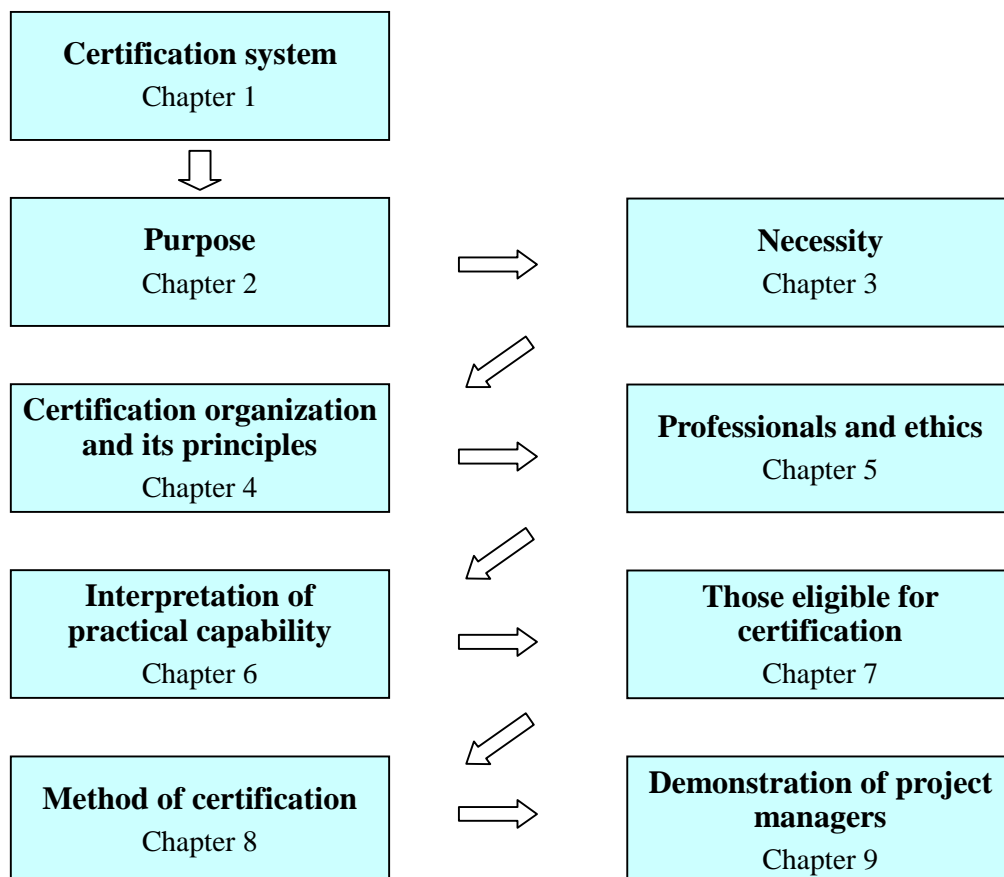 Certification system
Chapter 1
Purpose
Chapter 2
Necessity
Chapter 3
Certification organization
and its principles
Chapter 4
Professionals and ethics
Chapter 5
Interpretation of
practical capability
Chapter 6
Those eligible for
certification
Chapter 7
Method of certification
Chapter 8
Demonstration of project
managers
Chapter 9